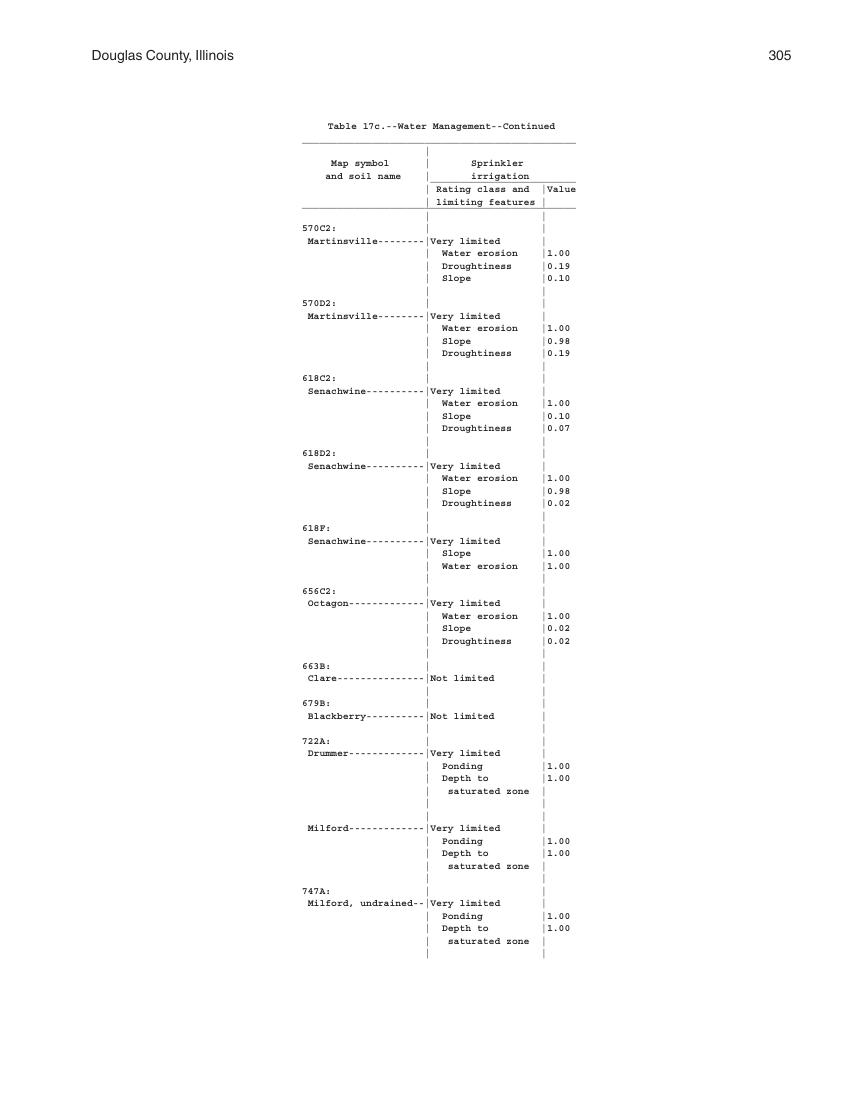 Douglas County, Illinois 305
Table 17c.--Water Management--Continued
Map symbol Sprinkler
and soil name irrigation
Rating class and Value
limiting features
570C2:
Martinsville--------Very limited
Water erosion 1.00
Droughtiness 0.19
Slope 0.10
570D2:
Martinsville--------Very limited
Water erosion 1.00
Slope 0.98
Droughtiness 0.19
618C2:
Senachwine----------Very limited
Water erosion 1.00
Slope 0.10
Droughtiness 0.07
618D2:
Senachwine----------Very limited
Water erosion 1.00
Slope 0.98
Droughtiness 0.02
618F:
Senachwine----------Very limited
Slope 1.00
Water erosion 1.00
656C2:
Octagon-------------Very limited
Water erosion 1.00
Slope 0.02
Droughtiness 0.02
663B:
Clare---------------Not limited
679B:
Blackberry----------Not limited
722A:
Drummer-------------Very limited
Ponding 1.00
Depth to 1.00
saturated zone
Milford-------------Very limited
Ponding 1.00
Depth to 1.00
saturated zone
747A:
Milford, undrained--Very limited
Ponding 1.00
Depth to 1.00
saturated zone